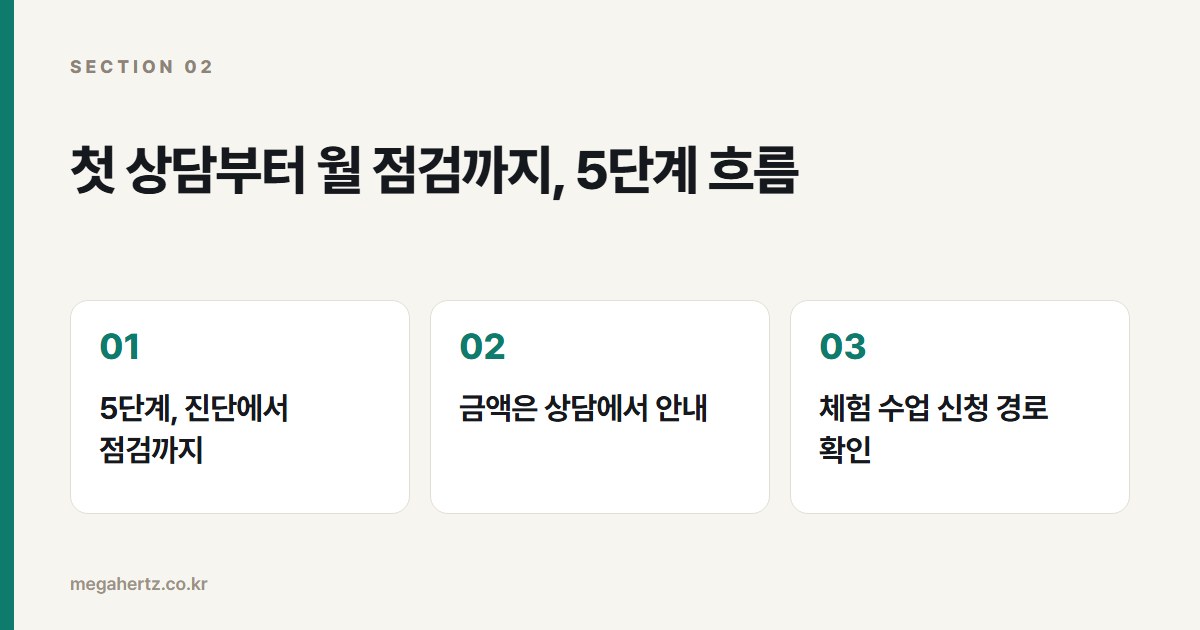 SECTION 02
첫 상담부터 월 점검까지, 5단계 흐름
01
5단계, 진단에서
점검까지
02
금액은 상담에서 안내
03
체험 수업 신청 경로
확인
megahertz.co.kr